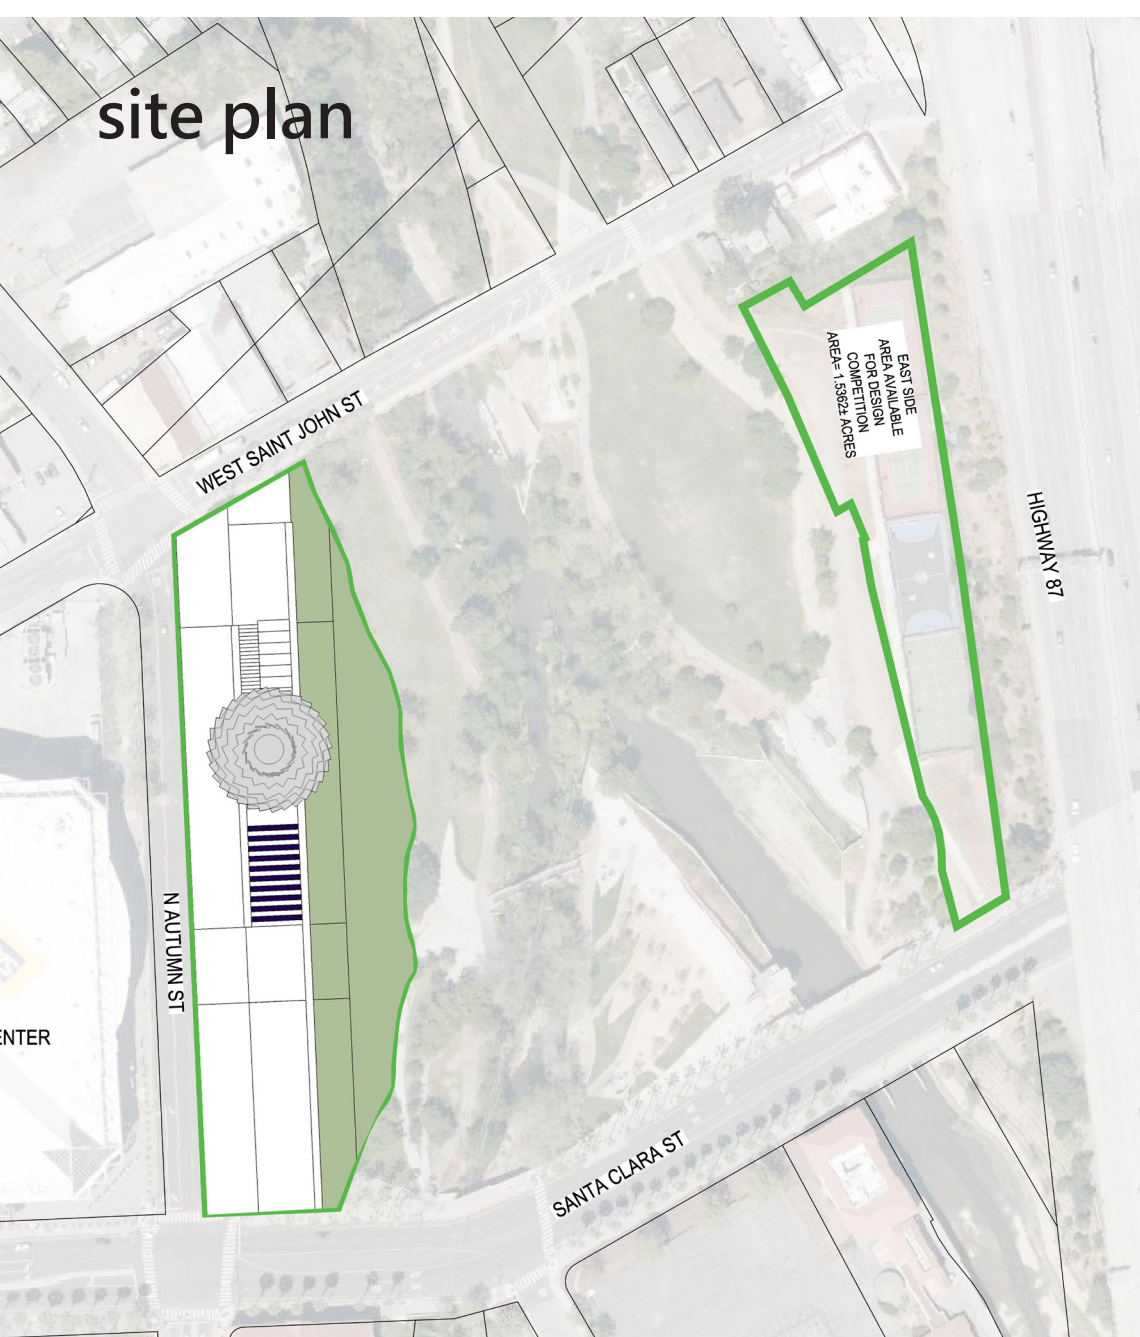 site plan
EAST SIDE
AREA AVAILABLE
FOR DESIGN
COMPETITION
AREA= 1.5362± ACRES
WEST SAINT JOHN ST
HIGHWAY 87
N AUTUMN ST
ENTER
SANTA CLARA ST